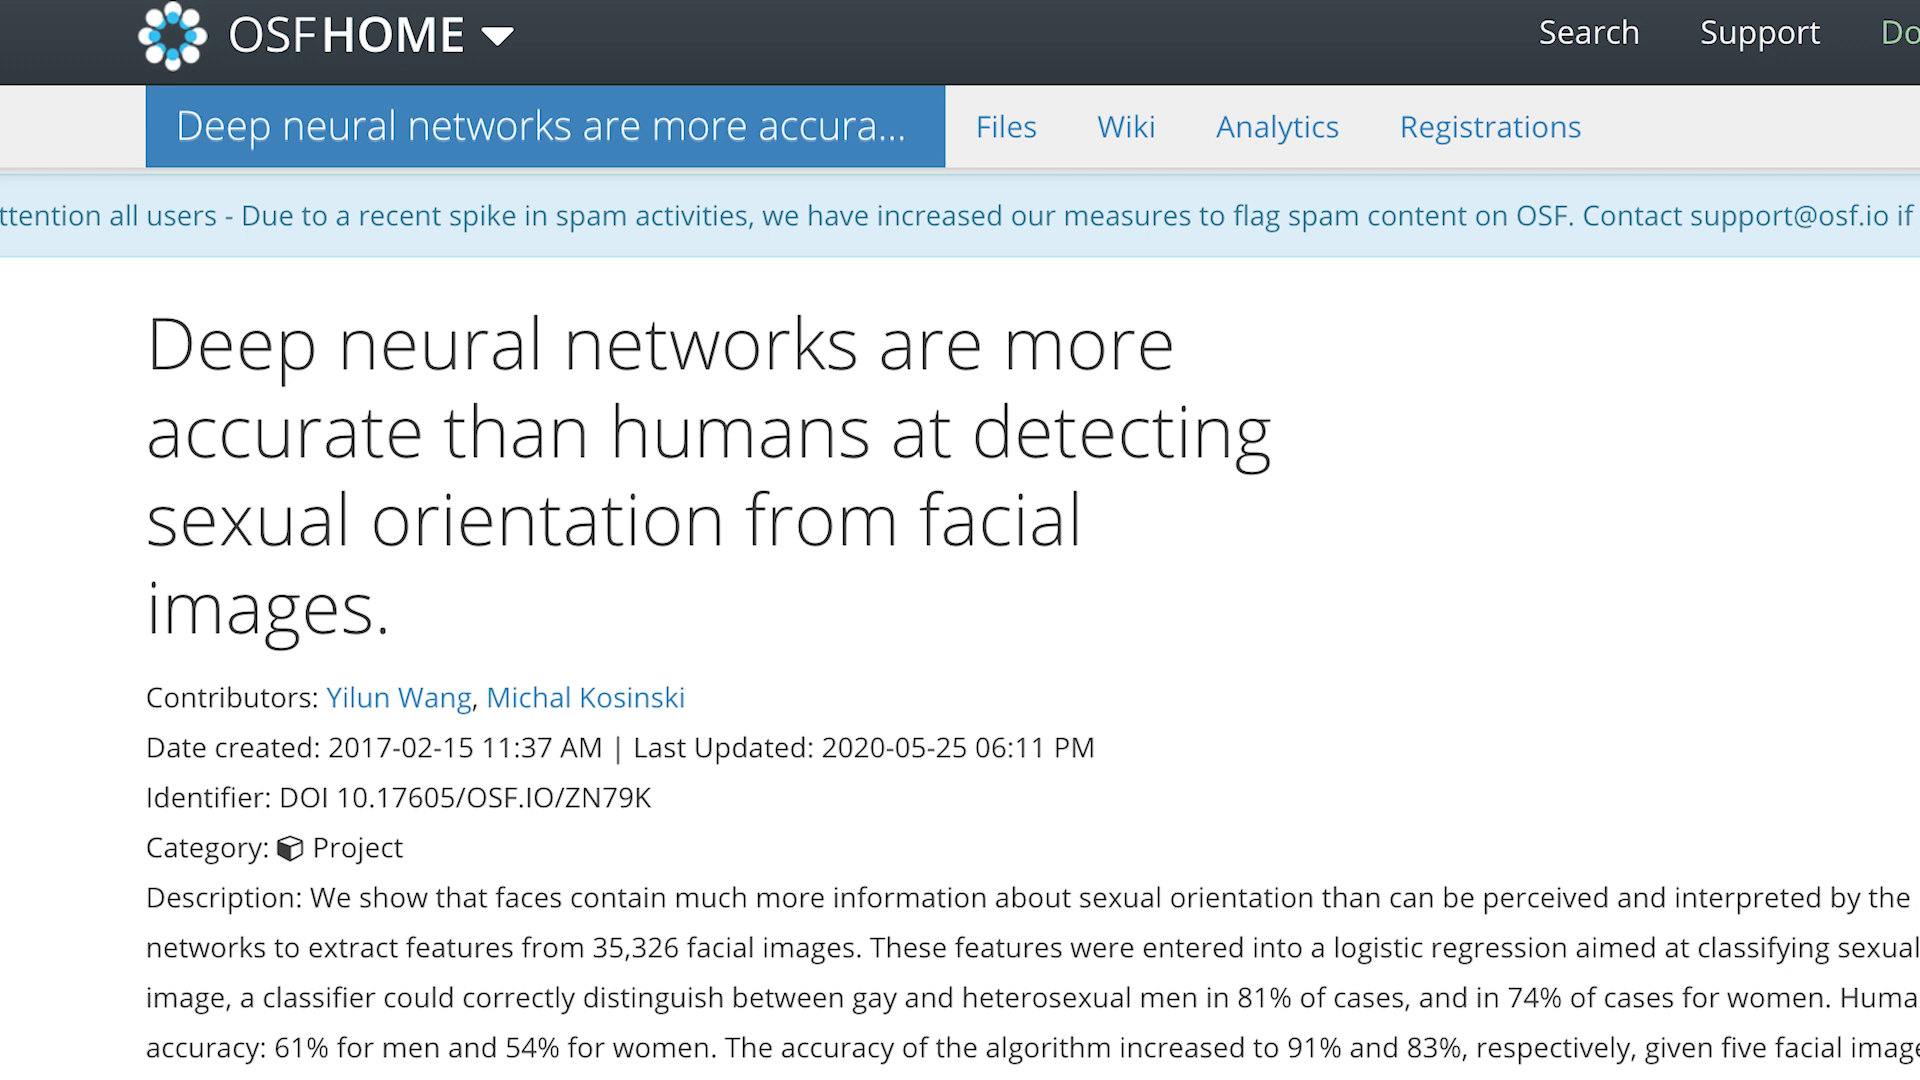 OSFHOME
Search Support
Deep neural networks are more accura... Files Wiki Analytics Registrations
all users - Due to a recent spike in spam activities, we have increased our measures to flag spam content on OSF. Contact support@osf.io if
Deep neural networks are more
accurate than humans at detecting
sexual orientation from facial
images.
Contributors: Yilun Wang, Michal Kosinski
Date created: 2017-02-15 11:37 AM | Last Updated: 2020-05-25 06:11 PM
Identifier: DOI 10.17605/OSF.IO/ZN79K
Category: Project
Description: We show that faces contain much more information about sexual orientation than can be perceived and interpreted by the
networks to extract features from 35,326 facial images. These features were entered into a logistic regression aimed at classifying sexual
image, a classifier could correctly distinguish between gay and heterosexual men in 81% of cases, and in 74% of cases for women.
accuracy: 61% for men and 54% for women. The accuracy of the algorithm increased to 91% and 83%, respectively, given five facial